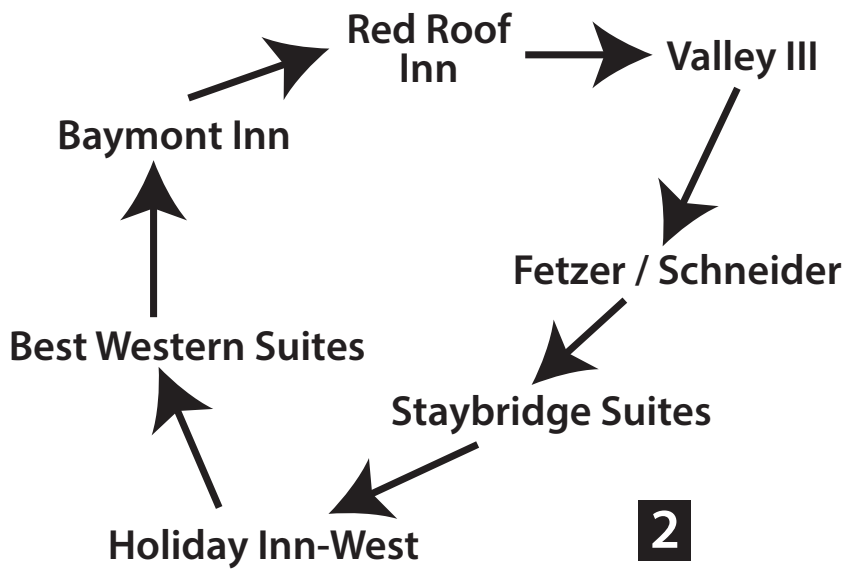 Red Roof
Inn
Valley III
Baymont Inn
Fetzer / Schneider
Best Western Suites
Staybridge Suites
Holiday Inn-West
2